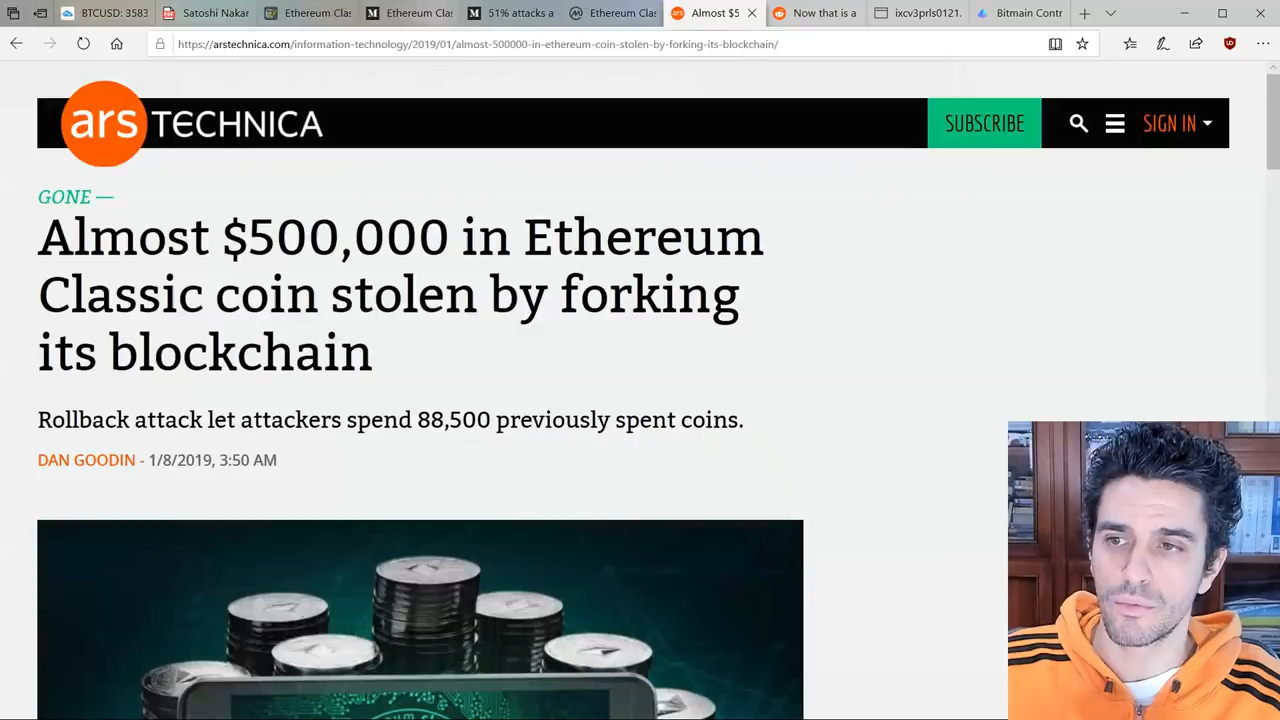 BTCUSD: 3583
Satoshi Nakar
Ethereum Clas
Ethereum Cla
51% attacks a
Ethereum Clas
Almost $5
Now that is a
ixcv3prls0121.
Bitmain Contr
https://arstechnica.com/information-technology/2019/01/almost-500000-in-ethereum-coin-stolen-by-forking-its-blockchain/
ars TECHNICA
SUBSCRIBE
SIGN IN
GONE —
Almost $500,000 in Ethereum
Classic coin stolen by forking
its blockchain
Rollback attack let attackers spend 88,500 previously spent coins.
DAN GOODIN - 1/8/2019, 3:50 AM